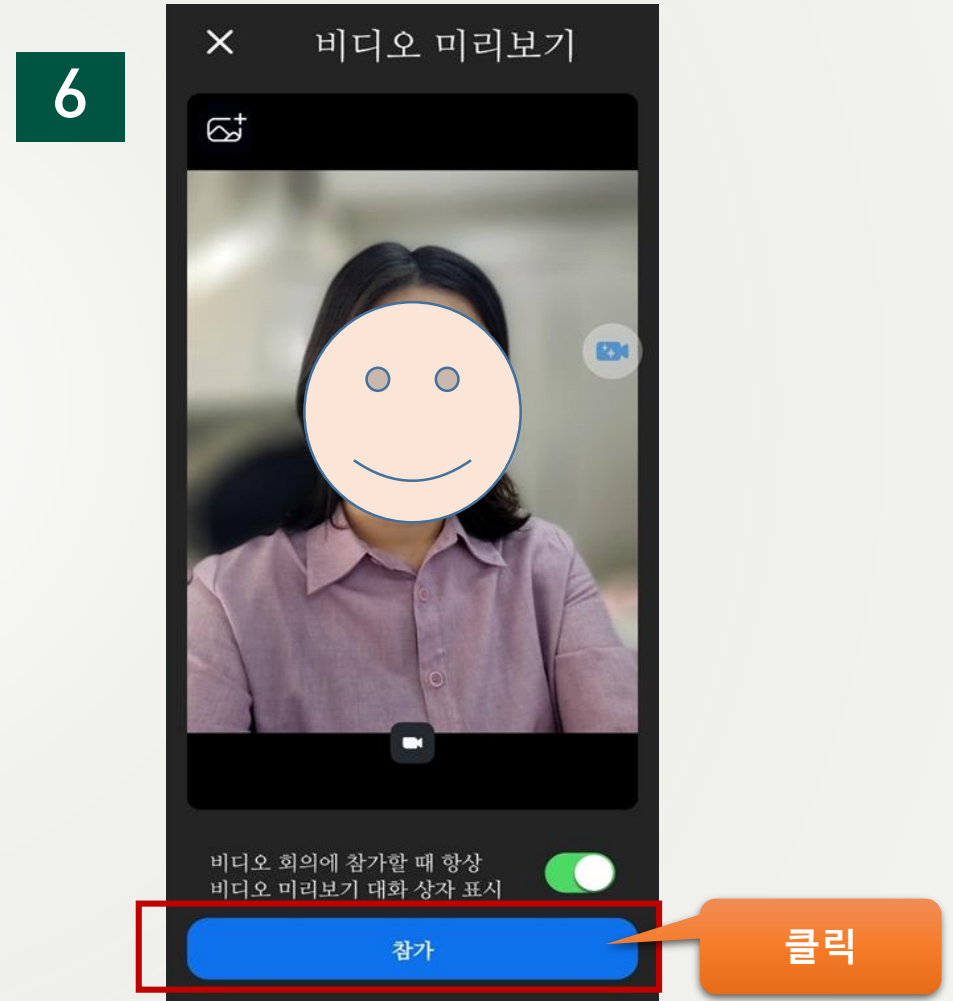 6
비디오 미리보기
비디오 회의에 참가할 때 항상
비디오 미리보기 대화 상자 표시
참가
클릭